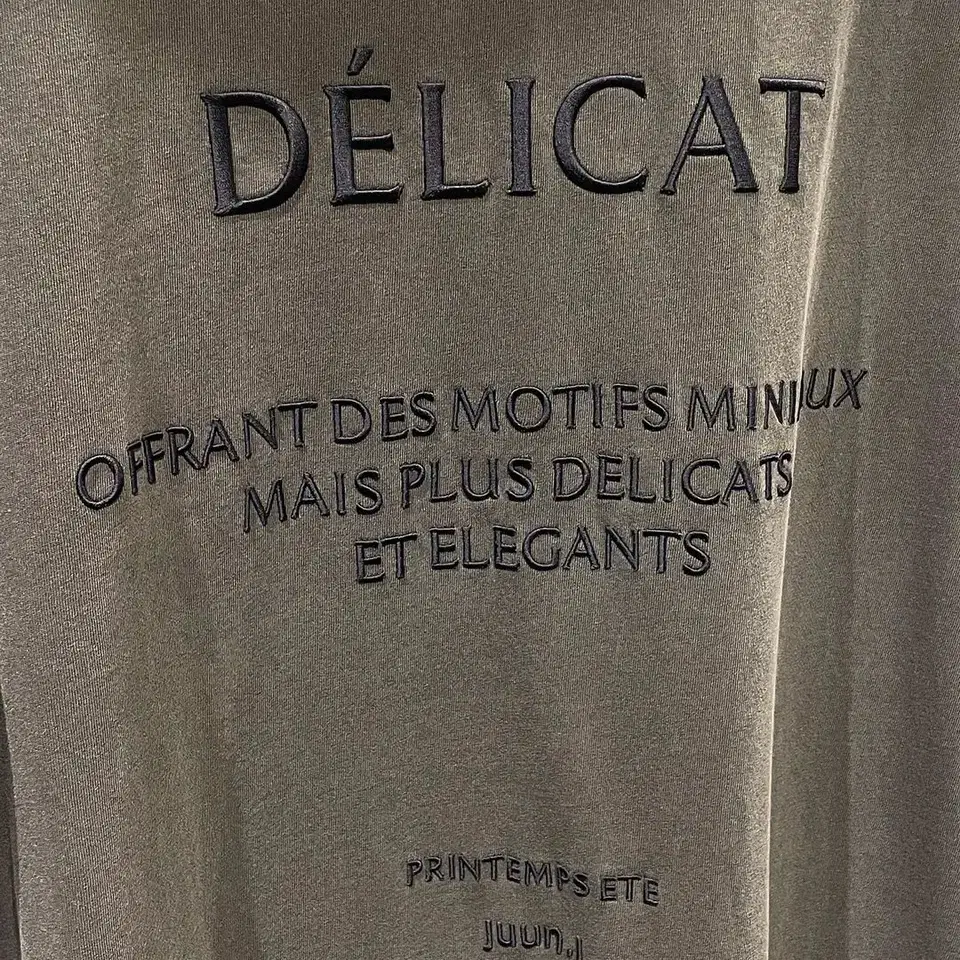 DÉLICAT
OFFRANT DES MOTIFS
MAIS PLUS DELICATS
ET ELEGANTS
PRINTEMPS ETE
juun.j